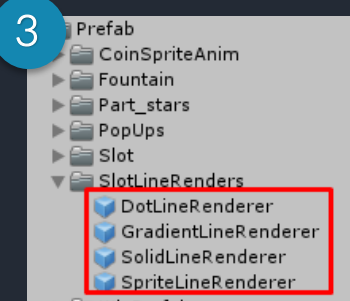 3
Prefab
CoinSpriteAnim
Fountain
Part_stars
PopUps
Slot
SlotLineRenders
DotLineRenderer
GradientLineRenderer
SolidLineRenderer
SpriteLineRenderer